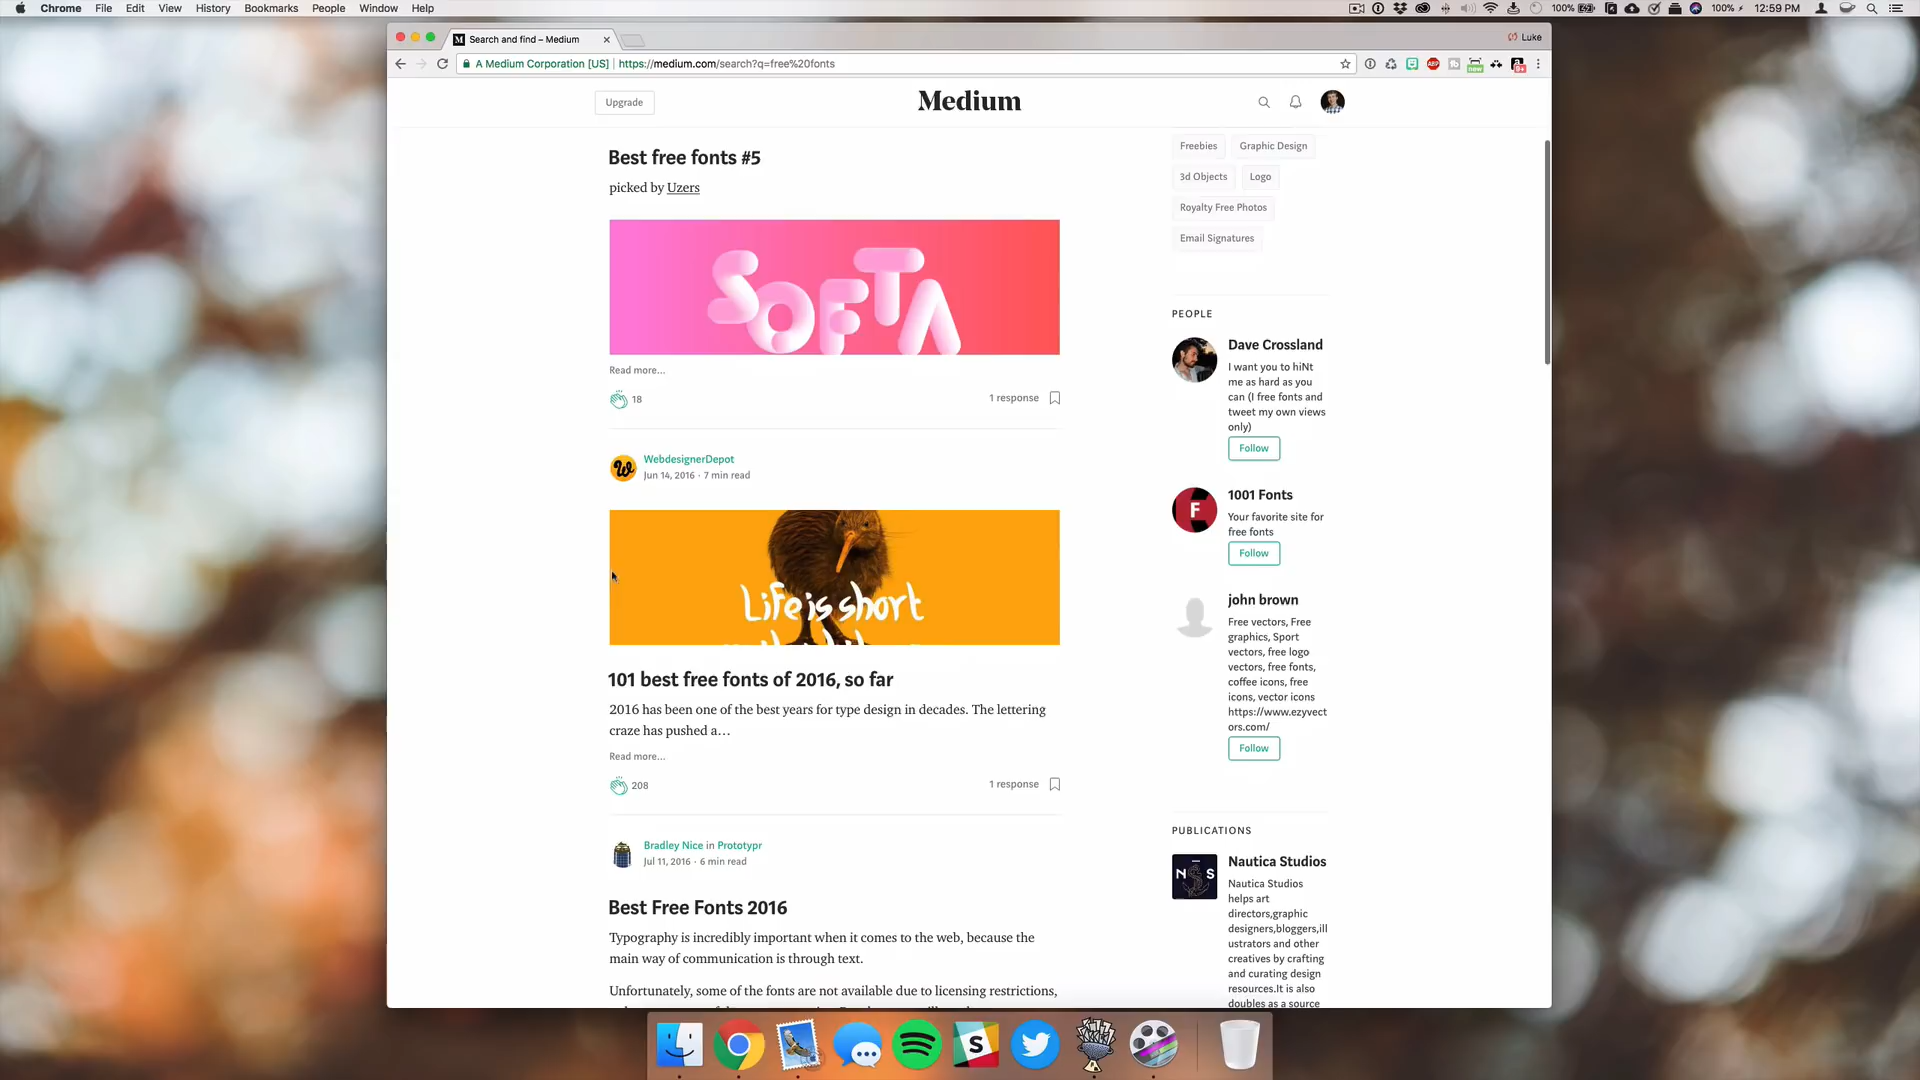 Chrome File Edit View History Bookmarks People Window Help
100% 100% 12:59 PM
Search and find – Medium
Luke
A Medium Corporation [US] https://medium.com/search?q=free%20fonts
ABP
new
9+
Upgrade
Medium
Best free fonts #5
picked by Uzers
SOFTA
Read more...
18
1 response
WebdesignerDepot
Jun 14, 2016 · 7 min read
Life is short
101 best free fonts of 2016, so far
2016 has been one of the best years for type design in decades. The lettering
craze has pushed a…
Read more...
208
1 response
Bradley Nice in Prototypr
Jul 11, 2016 · 6 min read
Best Free Fonts 2016
Typography is incredibly important when it comes to the web, because the
main way of communication is through text.
Unfortunately, some of the fonts are not available due to licensing restrictions,
Freebies
Graphic Design
3d Objects
Logo
Royalty Free Photos
Email Signatures
PEOPLE
Dave Crossland
I want you to hiNt
me as hard as you
can (I free fonts and
tweet my own views
only)
Follow
F
1001 Fonts
Your favorite site for
free fonts
Follow
john brown
Free vectors, Free
graphics, Sport
vectors, free logo
vectors, free fonts,
coffee icons, free
icons, vector icons
https://www.ezyvect
ors.com/
Follow
PUBLICATIONS
N S
Nautica Studios
Nautica Studios
helps art
directors,graphic
designers,bloggers,ill
ustrators and other
creatives by crafting
and curating design
resources.It is also
doubles as a source
S